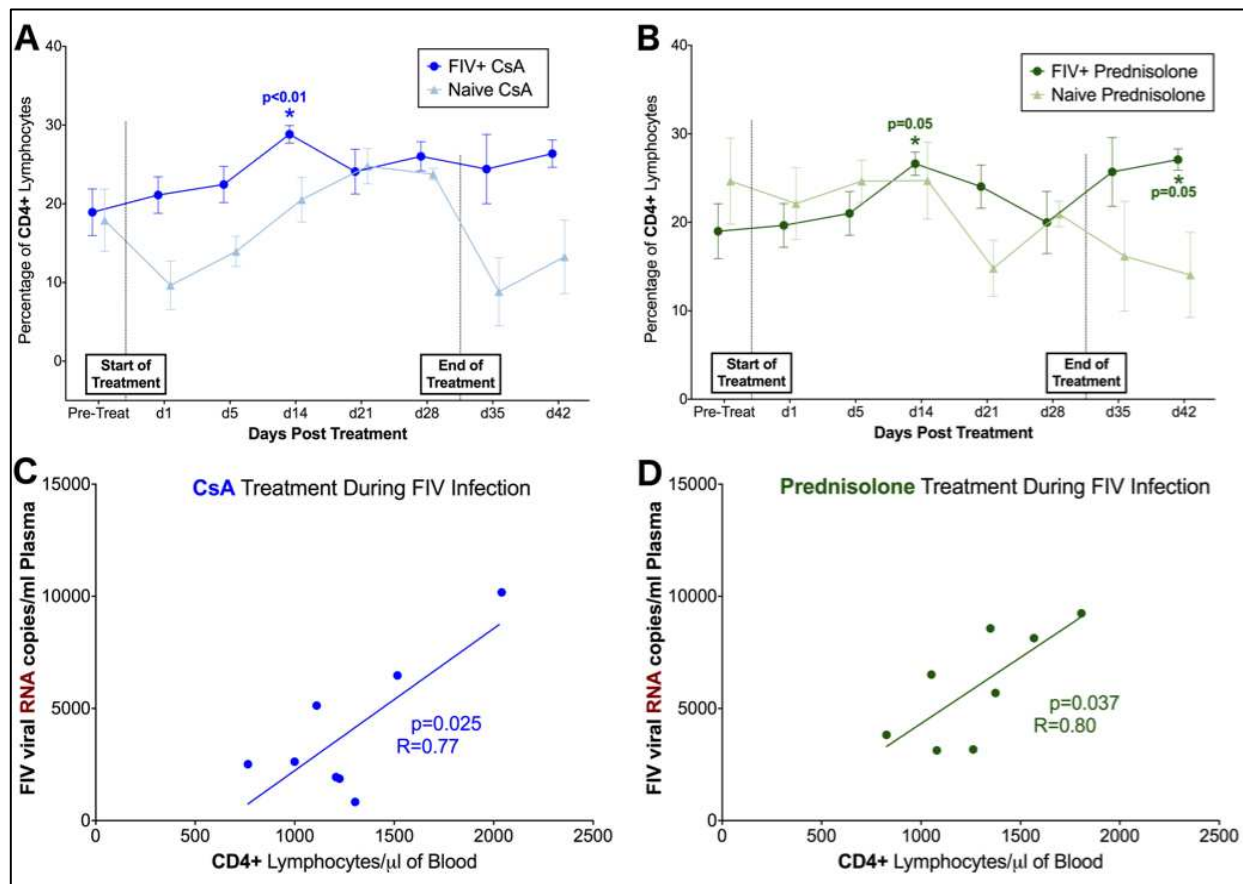 A
40
30
20
10
0
Percentage of CD4+ Lymphocytes
FIV+ CsA
Naive CsA
p<0.01
*
Start of
Treatment
End of
Treatment
Pre-Treat d1 d5 d14 d21 d28 d35 d42
Days Post Treatment
B
40
30
20
10
0
Percentage of CD4+ Lymphocytes
FIV+ Prednisolone
Naive Prednisolone
p=0.05
*
*
p=0.05
Start of
Treatment
End of
Treatment
Pre-Treat d1 d5 d14 d21 d28 d35 d42
Days Post Treatment
C
CsA Treatment During FIV Infection
15000
10000
5000
0
FIV viral RNA copies/ml Plasma
p=0.025
R=0.77
0 500 1000 1500 2000 2500
CD4+ Lymphocytes/µl of Blood
D
Prednisolone Treatment During FIV Infection
15000
10000
5000
0
FIV viral RNA copies/ml Plasma
p=0.037
R=0.80
0 500 1000 1500 2000 2500
CD4+ Lymphocytes/µl of Blood